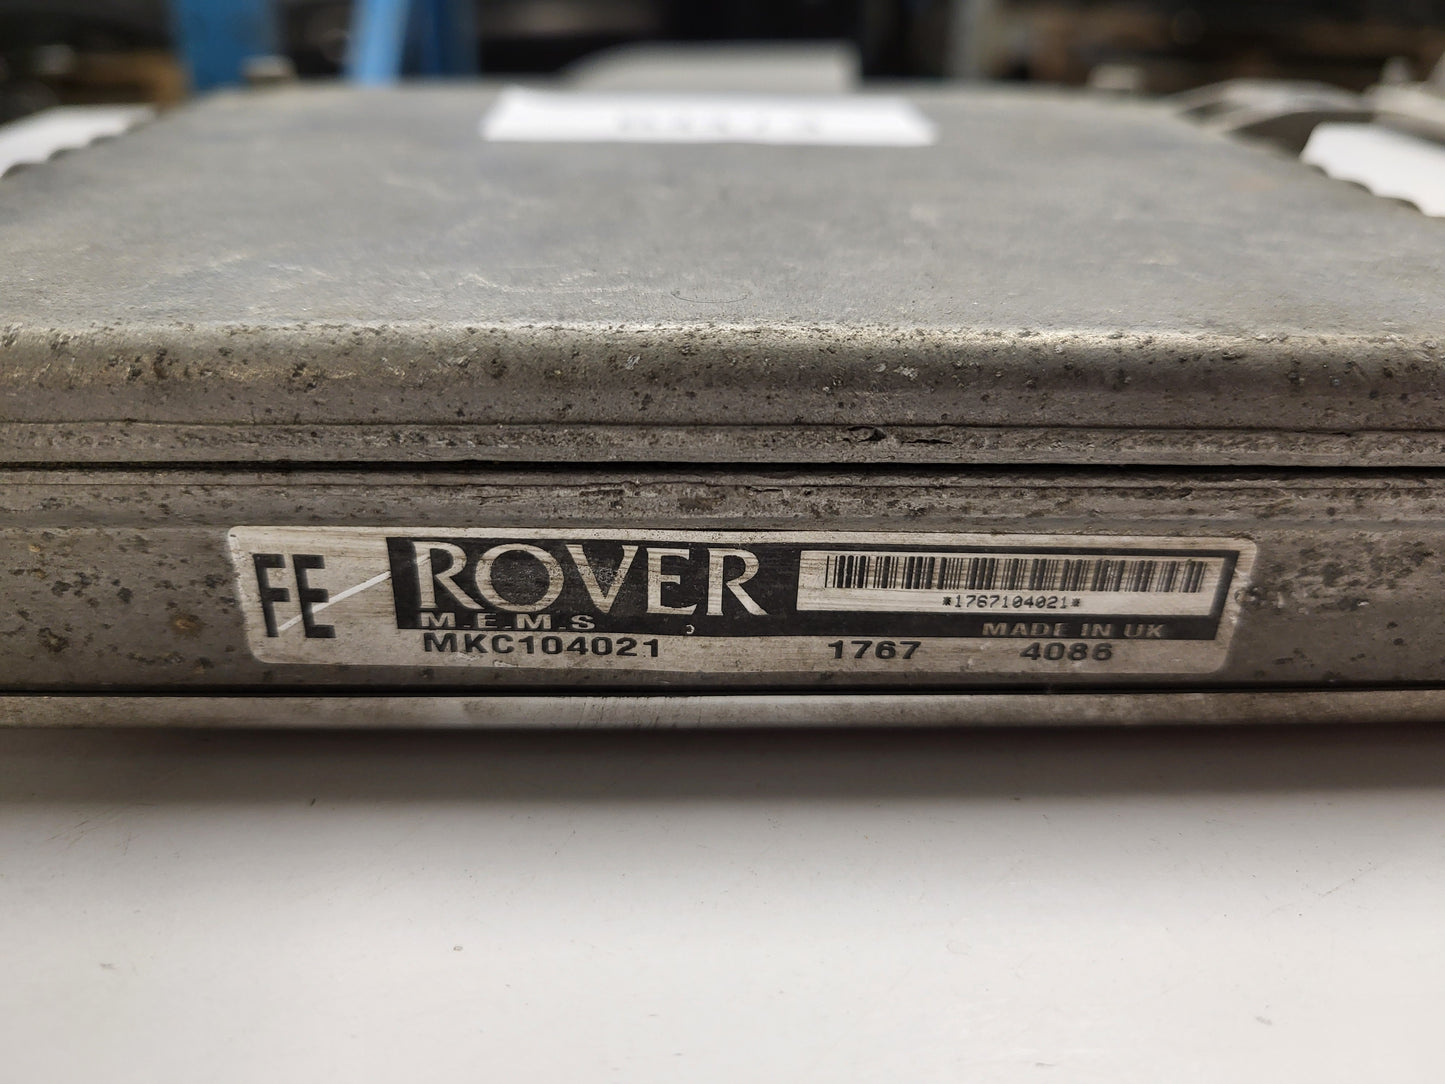 FE ROVER
*1767104021*
M.E.M.S MADE IN UK
MKC104021 1767 4086